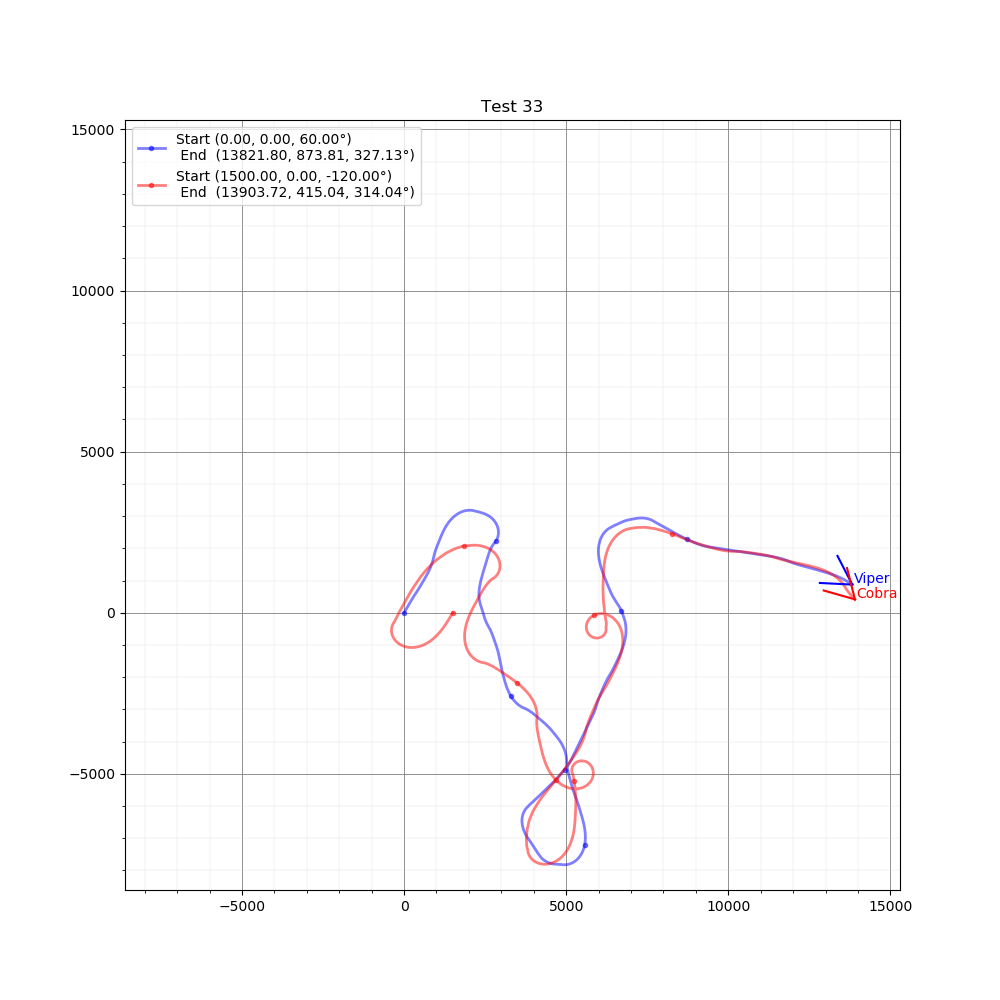 Test 33
Start (0.00, 0.00, 60.00°)
End (13821.80, 873.81, 327.13°)
Start (1500.00, 0.00, -120.00°)
End (13903.72, 415.04, 314.04°)
15000
10000
5000
0
−5000
Viper
Cobra
−5000
0
5000
10000
15000